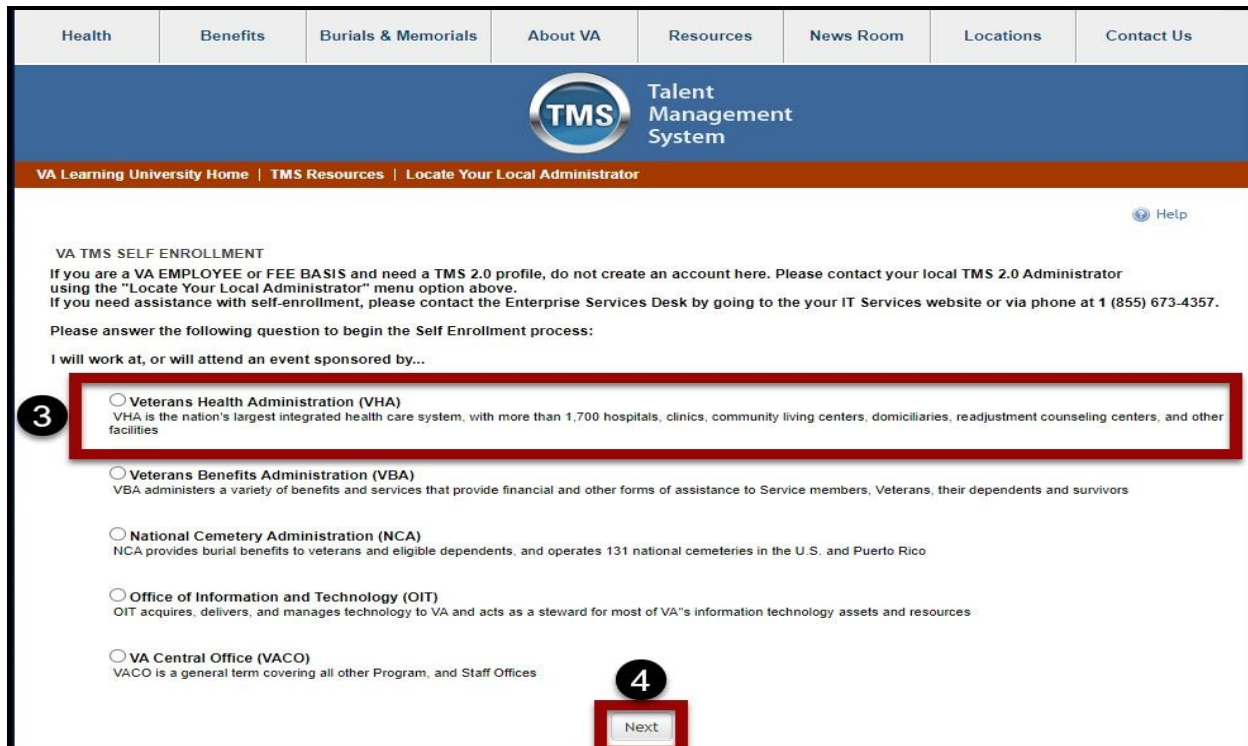 Health Benefits Burials & Memorials About VA Resources News Room Locations Contact Us
TMS
Talent
Management
System
VA Learning University Home | TMS Resources | Locate Your Local Administrator
Help
VA TMS SELF ENROLLMENT
If you are a VA EMPLOYEE or FEE BASIS and need a TMS 2.0 profile, do not create an account here. Please contact your local TMS 2.0 Administrator
using the "Locate Your Local Administrator" menu option above.
If you need assistance with self-enrollment, please contact the Enterprise Services Desk by going to the your IT Services website or via phone at 1 (855) 673-4357.
Please answer the following question to begin the Self Enrollment process:
I will work at, or will attend an event sponsored by...
3
Veterans Health Administration (VHA)
VHA is the nation's largest integrated health care system, with more than 1,700 hospitals, clinics, community living centers, domiciliaries, readjustment counseling centers, and other
facilities
Veterans Benefits Administration (VBA)
VBA administers a variety of benefits and services that provide financial and other forms of assistance to Service members, Veterans, their dependents and survivors
National Cemetery Administration (NCA)
NCA provides burial benefits to veterans and eligible dependents, and operates 131 national cemeteries in the U.S. and Puerto Rico
Office of Information and Technology (OIT)
OIT acquires, delivers, and manages technology to VA and acts as a steward for most of VA"s information technology assets and resources
VA Central Office (VACO)
VACO is a general term covering all other Program, and Staff Offices
4
Next